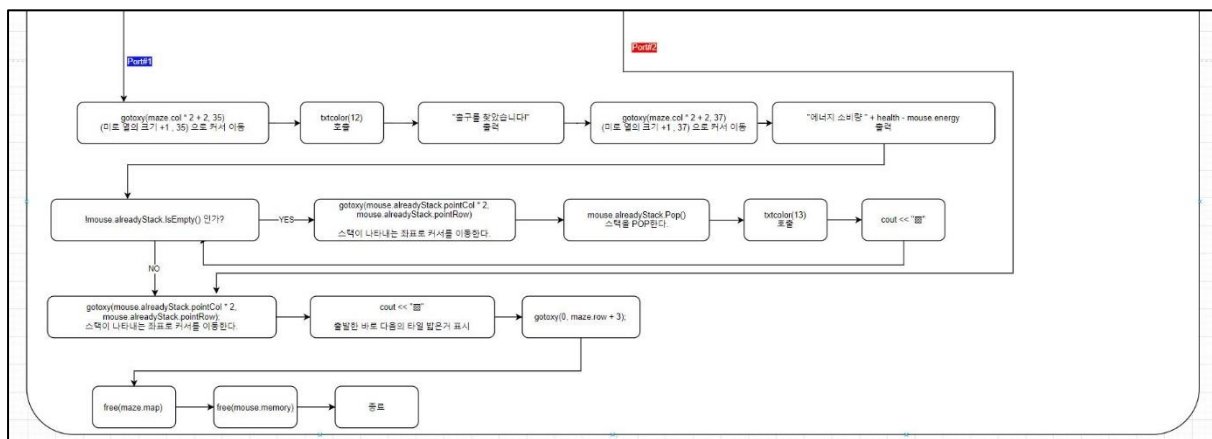 Port#1
Port#2
gotoxy(maze.col * 2 + 2, 35)
(미로 열의 크기 +1 , 35) 으로 커서 이동
txtcolor(12)
호출
"출구를 찾았습니다!"
출력
gotoxy(maze.col * 2 + 2, 37)
(미로 열의 크기 +1 , 37) 으로 커서 이동
"에너지 소비량 " + health - mouse.energy
출력
!mouse.alreadyStack.IsEmpty() 인가?
YES
gotoxy(mouse.alreadyStack.pointCol * 2,
mouse.alreadyStack.pointRow)
스택이 나타내는 좌표로 커서를 이동한다.
mouse.alreadyStack.Pop()
스택을 POP한다.
txtcolor(13)
호출
cout << "▩"
NO
gotoxy(mouse.alreadyStack.pointCol * 2,
mouse.alreadyStack.pointRow);
스택이 나타내는 좌표로 커서를 이동한다.
cout << "▩"
출발한 바로 다음의 타일 밟은거 표시
gotoxy(0, maze.row + 3);
free(maze.map)
free(mouse.memory)
종료